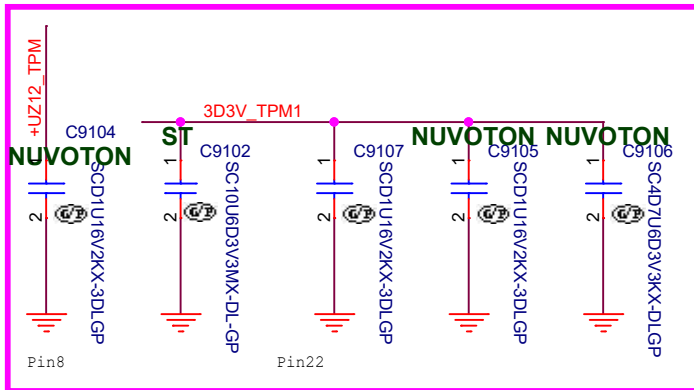 +UZ12_TPM
3D3V_TPM1
C9104
NUVOTON
1
2
G/P
SCD1U16V2KX-3DLGP
ST
C9102
1
2
G/P
SC10U6D3V3MX-DL-GP
C9107
1
2
G/P
SCD1U16V2KX-3DLGP
NUVOTON
C9105
1
2
G/P
SCD1U16V2KX-3DLGP
NUVOTON
C9106
1
2
G/P
SC4D7U6D3V3KX-DLGP
Pin8
Pin22